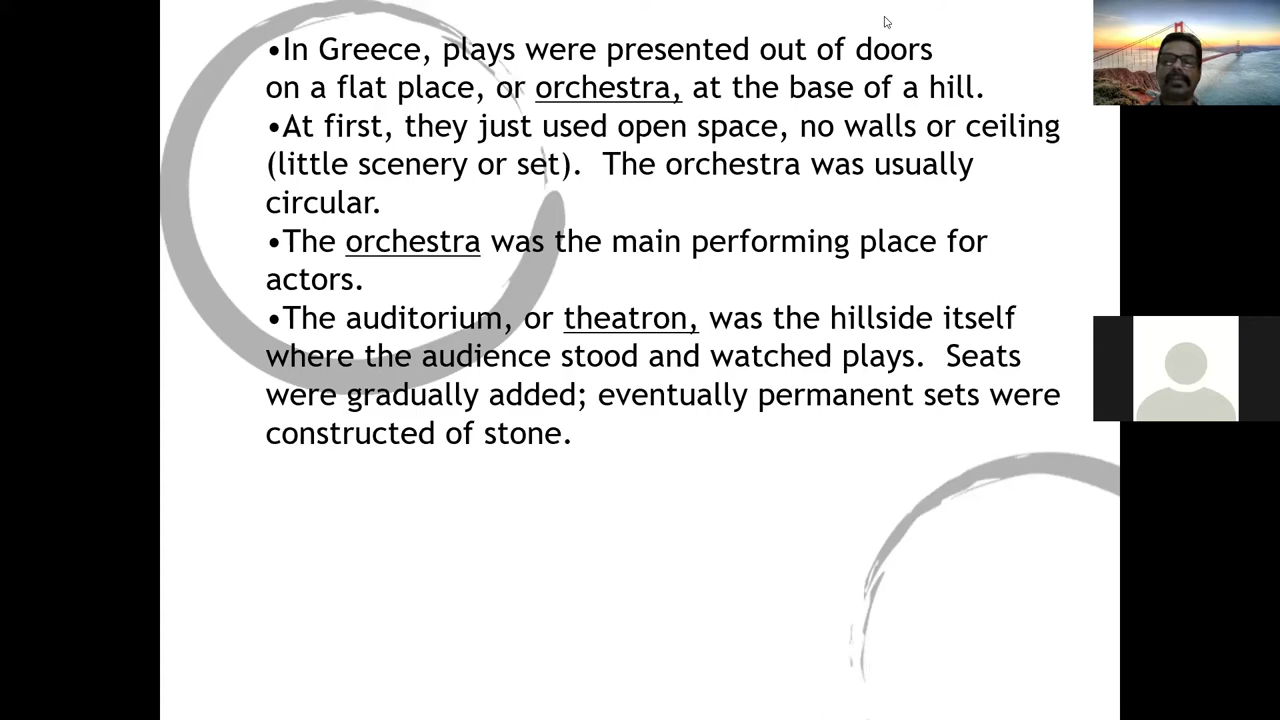 •In Greece, plays were presented out of doors
on a flat place, or orchestra, at the base of a hill.
•At first, they just used open space, no walls or ceiling
(little scenery or set).  The orchestra was usually
circular.
•The orchestra was the main performing place for
actors.
•The auditorium, or theatron, was the hillside itself
where the audience stood and watched plays.  Seats
were gradually added; eventually permanent sets were
constructed of stone.